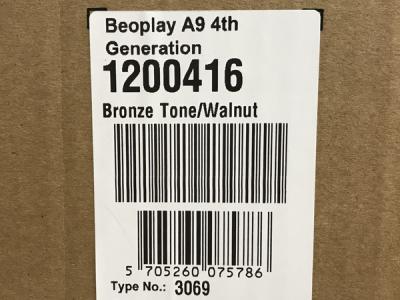 Beoplay A9 4th
Generation
1200416
Bronze Tone/Walnut
5 705260 075786
Type No.: 3069